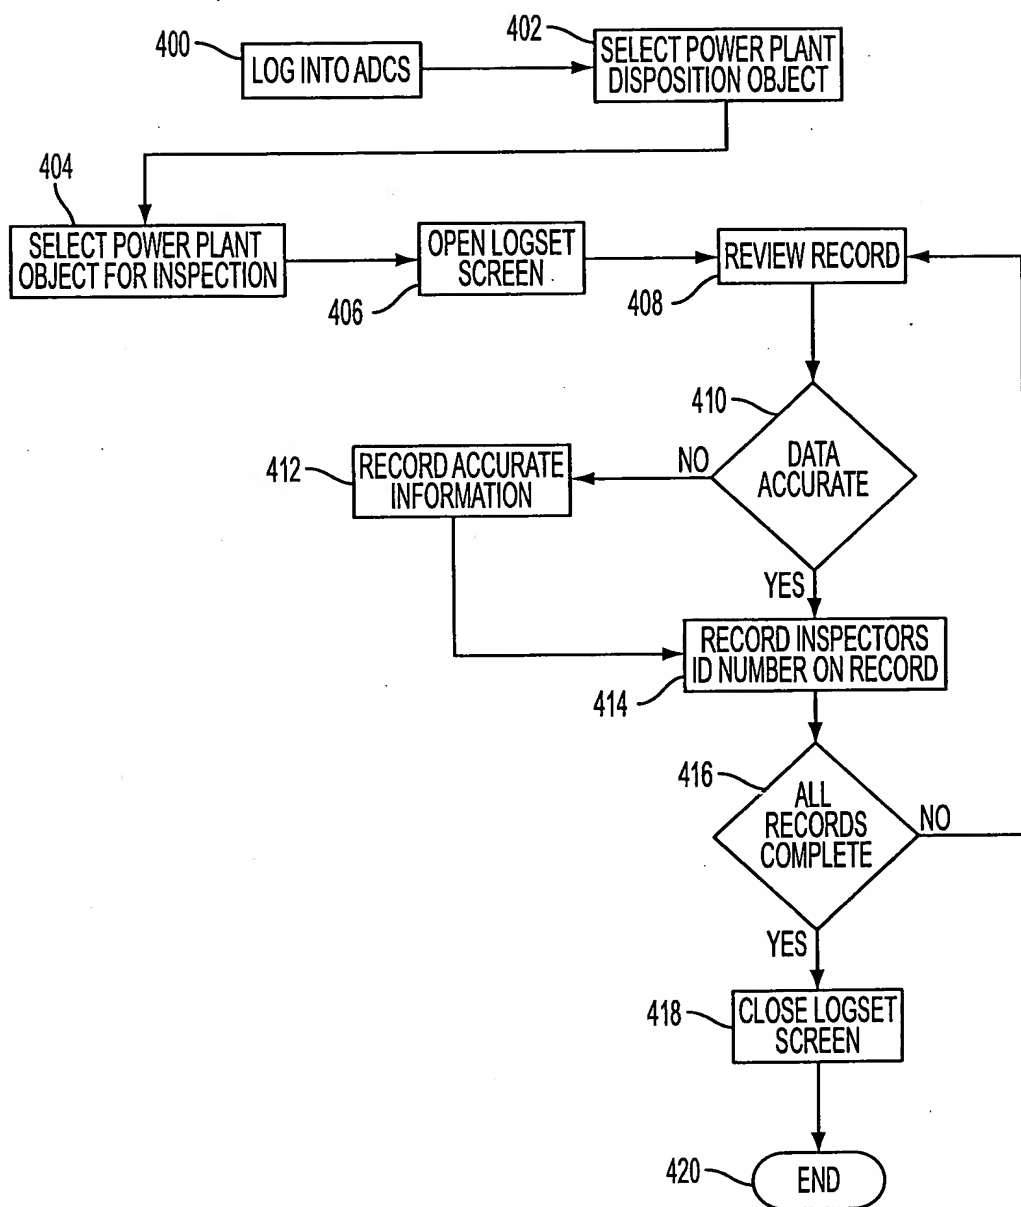 400
LOG INTO ADCS
402
SELECT POWER PLANT
DISPOSITION OBJECT
404
SELECT POWER PLANT
OBJECT FOR INSPECTION
OPEN LOGSET
SCREEN
406
REVIEW RECORD
408
410
DATA
ACCURATE
NO
412
RECORD ACCURATE
INFORMATION
YES
RECORD INSPECTORS
ID NUMBER ON RECORD
414
416
ALL
RECORDS
COMPLETE
NO
YES
418
CLOSE LOGSET
SCREEN
420
END